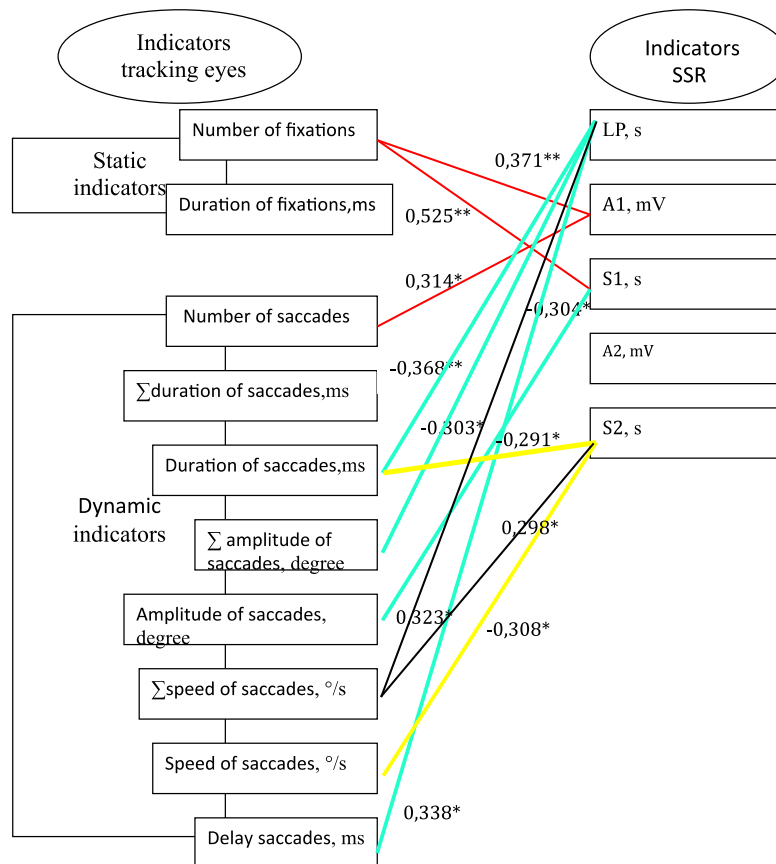 Indicators
tracking eyes
Indicators
SSR
Number of fixations
Static
indicators
Duration of fixations,ms
Number of saccades
∑duration of saccades,ms
Duration of saccades,ms
Dynamic
indicators
∑ amplitude of
saccades, degree
Amplitude of saccades,
degree
∑speed of saccades, °/s
Speed of saccades, °/s
Delay saccades, ms
0,371**
0,525**
0,314*
-0,304*
-0,368**
-0,303*
-0,291*
0,298*
0,323*
-0,308*
0,338*
LP, s
A1, mV
S1, s
A2, mV
S2, s